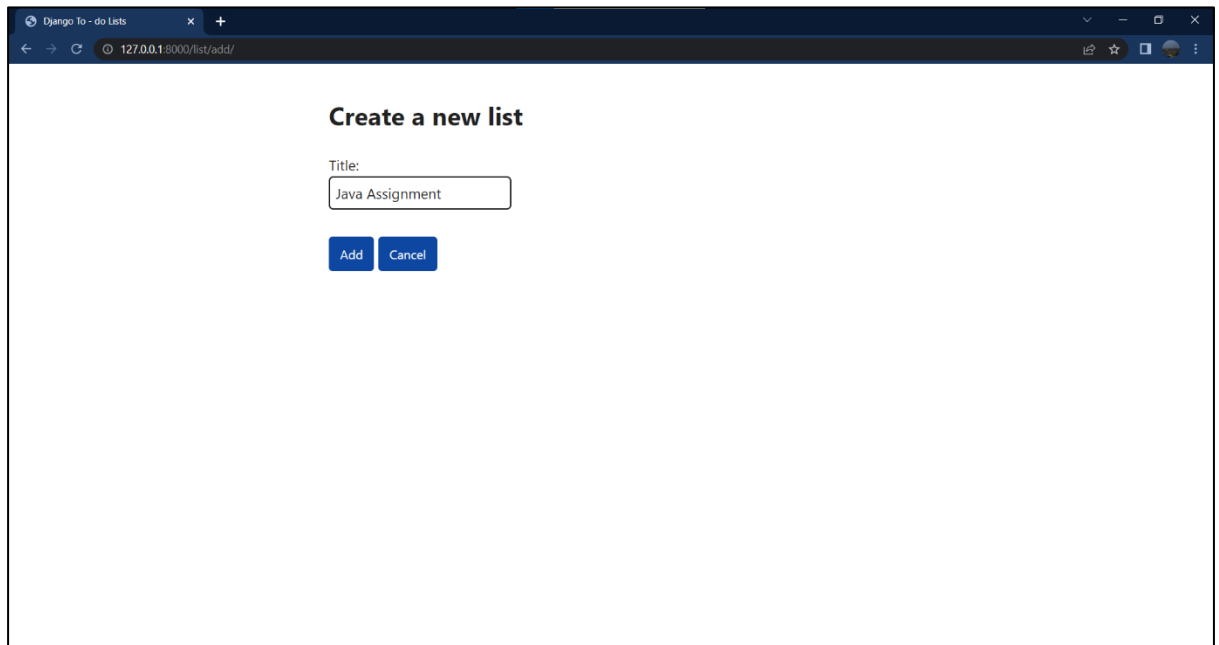 Django To - do Lists
127.0.0.1:8000/list/add/
Create a new list
Title:
Java Assignment
Add Cancel